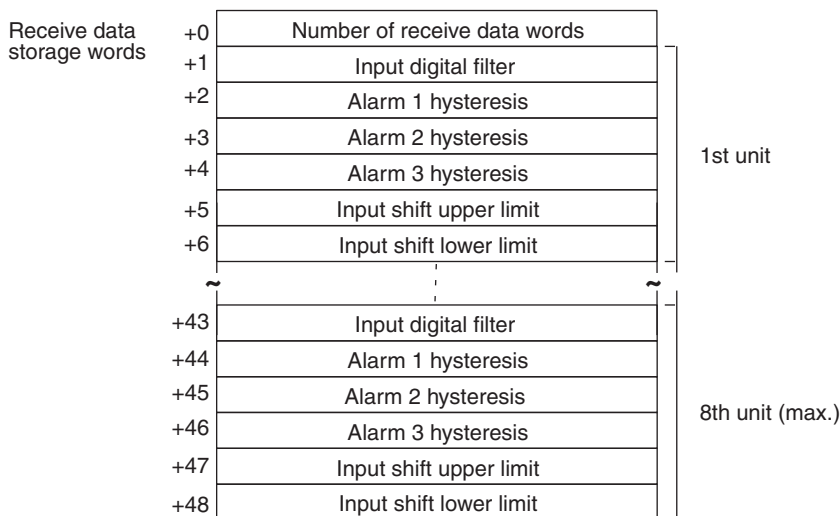 Receive data
storage words
+0 Number of receive data words
+1 Input digital filter
+2 Alarm 1 hysteresis
+3 Alarm 2 hysteresis
+4 Alarm 3 hysteresis
+5 Input shift upper limit
+6 Input shift lower limit
1st unit
~ ~
+43 Input digital filter
+44 Alarm 1 hysteresis
+45 Alarm 2 hysteresis
+46 Alarm 3 hysteresis
+47 Input shift upper limit
+48 Input shift lower limit
8th unit (max.)